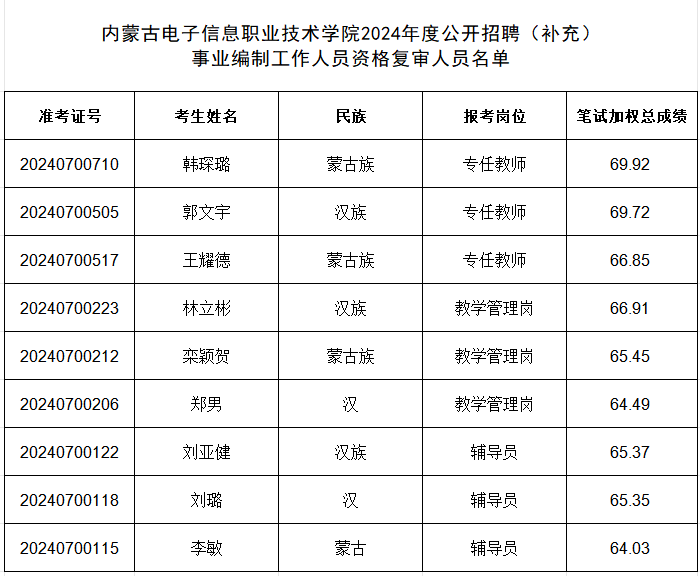 内蒙古电子信息职业技术学院2024年度公开招聘（补充）
事业编制工作人员资格复审人员名单
准考证号 考生姓名 民族 报考岗位 笔试加权总成绩
20240700710 韩琛璐 蒙古族 专任教师 69.92
20240700505 郭文宇 汉族 专任教师 69.72
20240700517 王耀德 蒙古族 专任教师 66.85
20240700223 林立彬 汉族 教学管理岗 66.91
20240700212 栾颖贺 蒙古族 教学管理岗 65.45
20240700206 郑男 汉 教学管理岗 64.49
20240700122 刘亚健 汉族 辅导员 65.37
20240700118 刘璐 汉 辅导员 65.35
20240700115 李敏 蒙古 辅导员 64.03